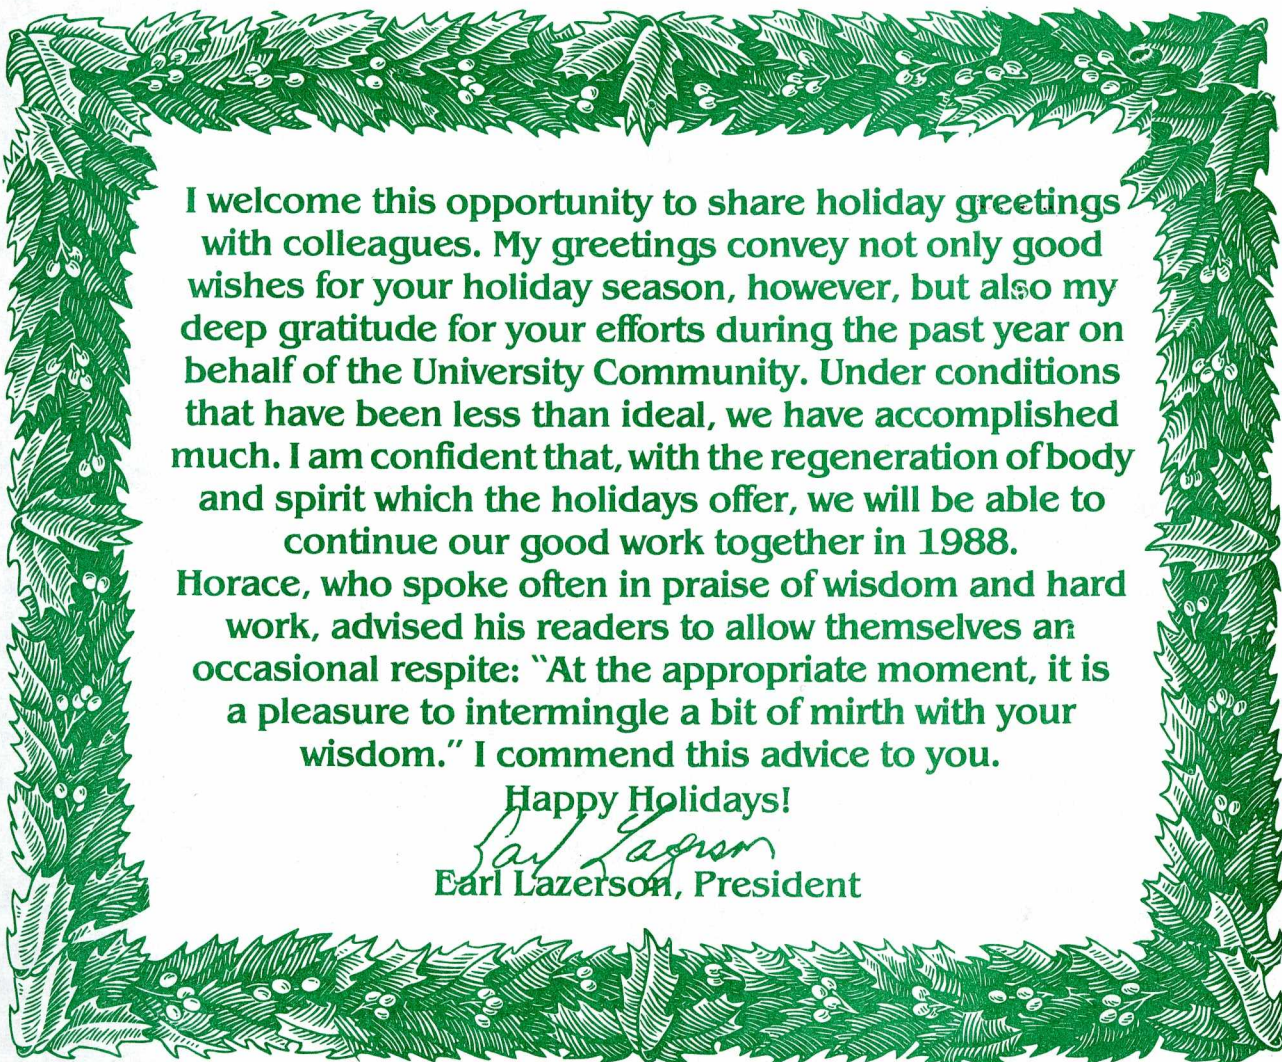 I welcome this opportunity to share holiday greetings
with colleagues. My greetings convey not only good
wishes for your holiday season, however, but also my
deep gratitude for your efforts during the past year on
behalf of the University Community. Under conditions
that have been less than ideal, we have accomplished
much. I am confident that, with the regeneration of body
and spirit which the holidays offer, we will be able to
continue our good work together in 1988.
Horace, who spoke often in praise of wisdom and hard
work, advised his readers to allow themselves an
occasional respite: “At the appropriate moment, it is
a pleasure to intermingle a bit of mirth with your
wisdom.” I commend this advice to you.
Happy Holidays!
Earl Lazerson
Earl Lazerson, President